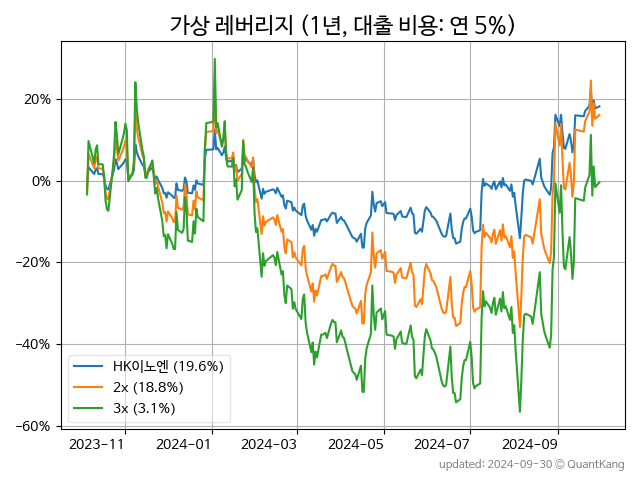 가상 레버리지 (1년, 대출 비용: 연 5%)
20%
0%
−20%
−40%
−60%
HK이노엔 (19.6%)
2x (18.8%)
3x (3.1%)
2023-11
2024-01
2024-03
2024-05
2024-07
2024-09
updated: 2024-09-30 © QuantKang